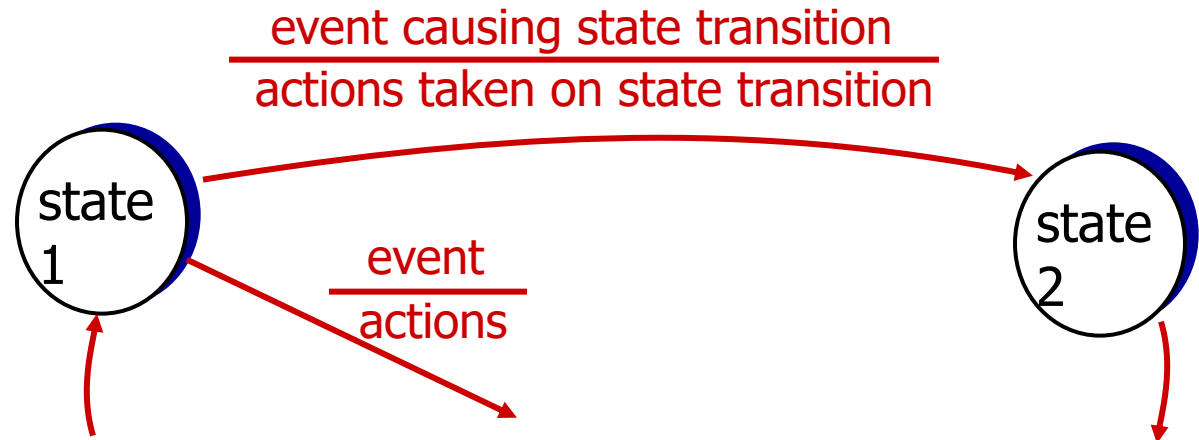 event causing state transition
actions taken on state transition
state
1
state
2
event
actions